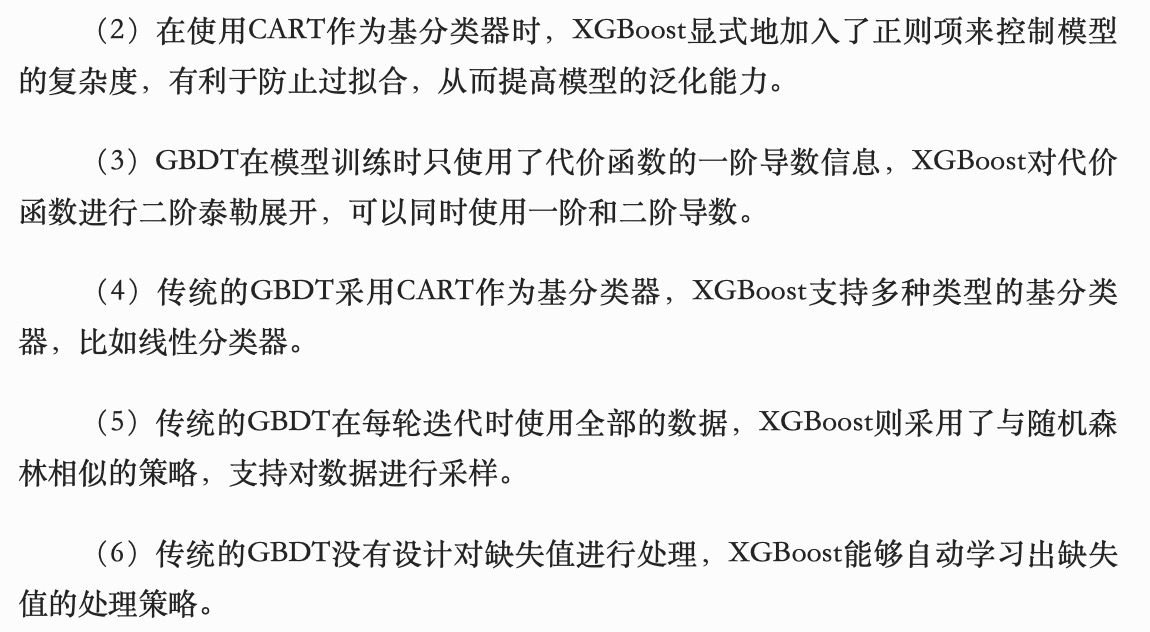 （2）在使用CART作为基分类器时，XGBoost显式地加入了正则项来控制模型
的复杂度，有利于防止过拟合，从而提高模型的泛化能力。
（3）GBDT在模型训练时只使用了代价函数的一阶导数信息，XGBoost对代价
函数进行二阶泰勒展开，可以同时使用一阶和二阶导数。
（4）传统的GBDT采用CART作为基分类器，XGBoost支持多种类型的基分类
器，比如线性分类器。
（5）传统的GBDT在每轮迭代时使用全部的数据，XGBoost则采用了与随机森
林相似的策略，支持对数据进行采样。
（6）传统的GBDT没有设计对缺失值进行处理，XGBoost能够自动学习出缺失
值的处理策略。